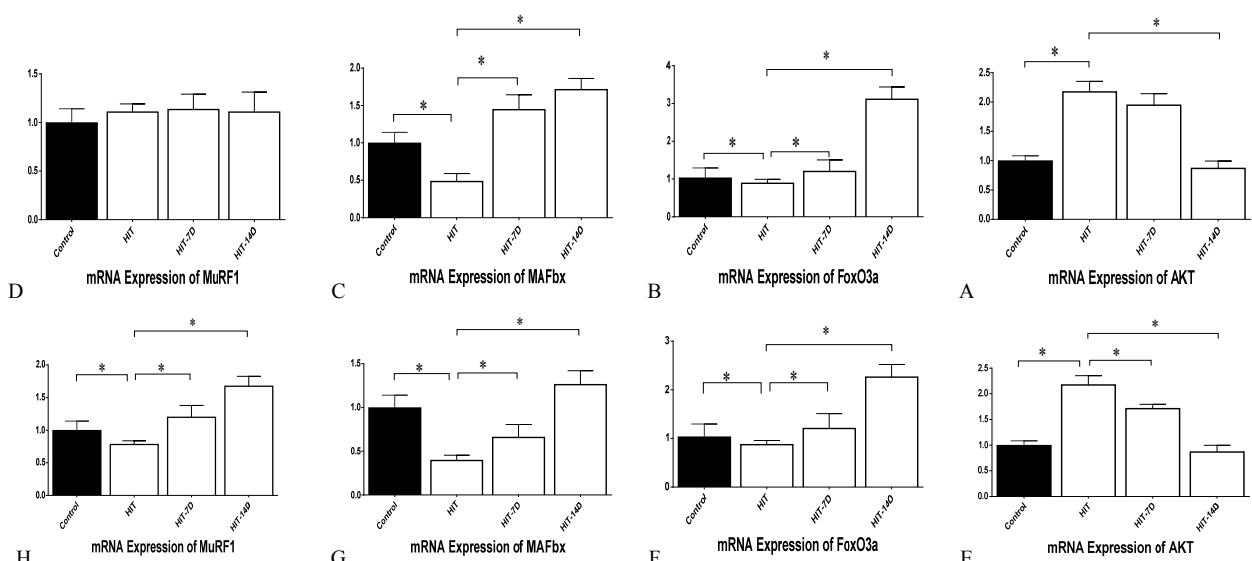 *
*
*
1.5
1.0
0.5
0.0
Control
HIT
HIT-7D
HIT-14D
mRNA Expression of MuRF1
D
2.0
1.5
1.0
0.5
0.0
*
*
Control
HIT
HIT-7D
HIT-14D
mRNA Expression of MAFbx
C
4
3
2
1
0
*
*
Control
HIT
HIT-7D
HIT-14D
mRNA Expression of FoxO3a
B
*
2.5
2.0
1.5
1.0
0.5
0.0
Control
HIT
HIT-7D
HIT-14D
mRNA Expression of AKT
A
*
*
*
2.0
1.5
1.0
0.5
0.0
Control
HIT
HIT-7D
HIT-14D
mRNA Expression of MuRF1
H
*
*
*
1.5
1.0
0.5
0.0
Control
HIT
HIT-7D
HIT-14D
mRNA Expression of MAFbx
G
*
*
*
3
2
1
0
Control
HIT
HIT-7D
HIT-14D
mRNA Expression of FoxO3a
F
*
*
*
2.5
2.0
1.5
1.0
0.5
0.0
Control
HIT
HIT-7D
HIT-14D
mRNA Expression of AKT
E